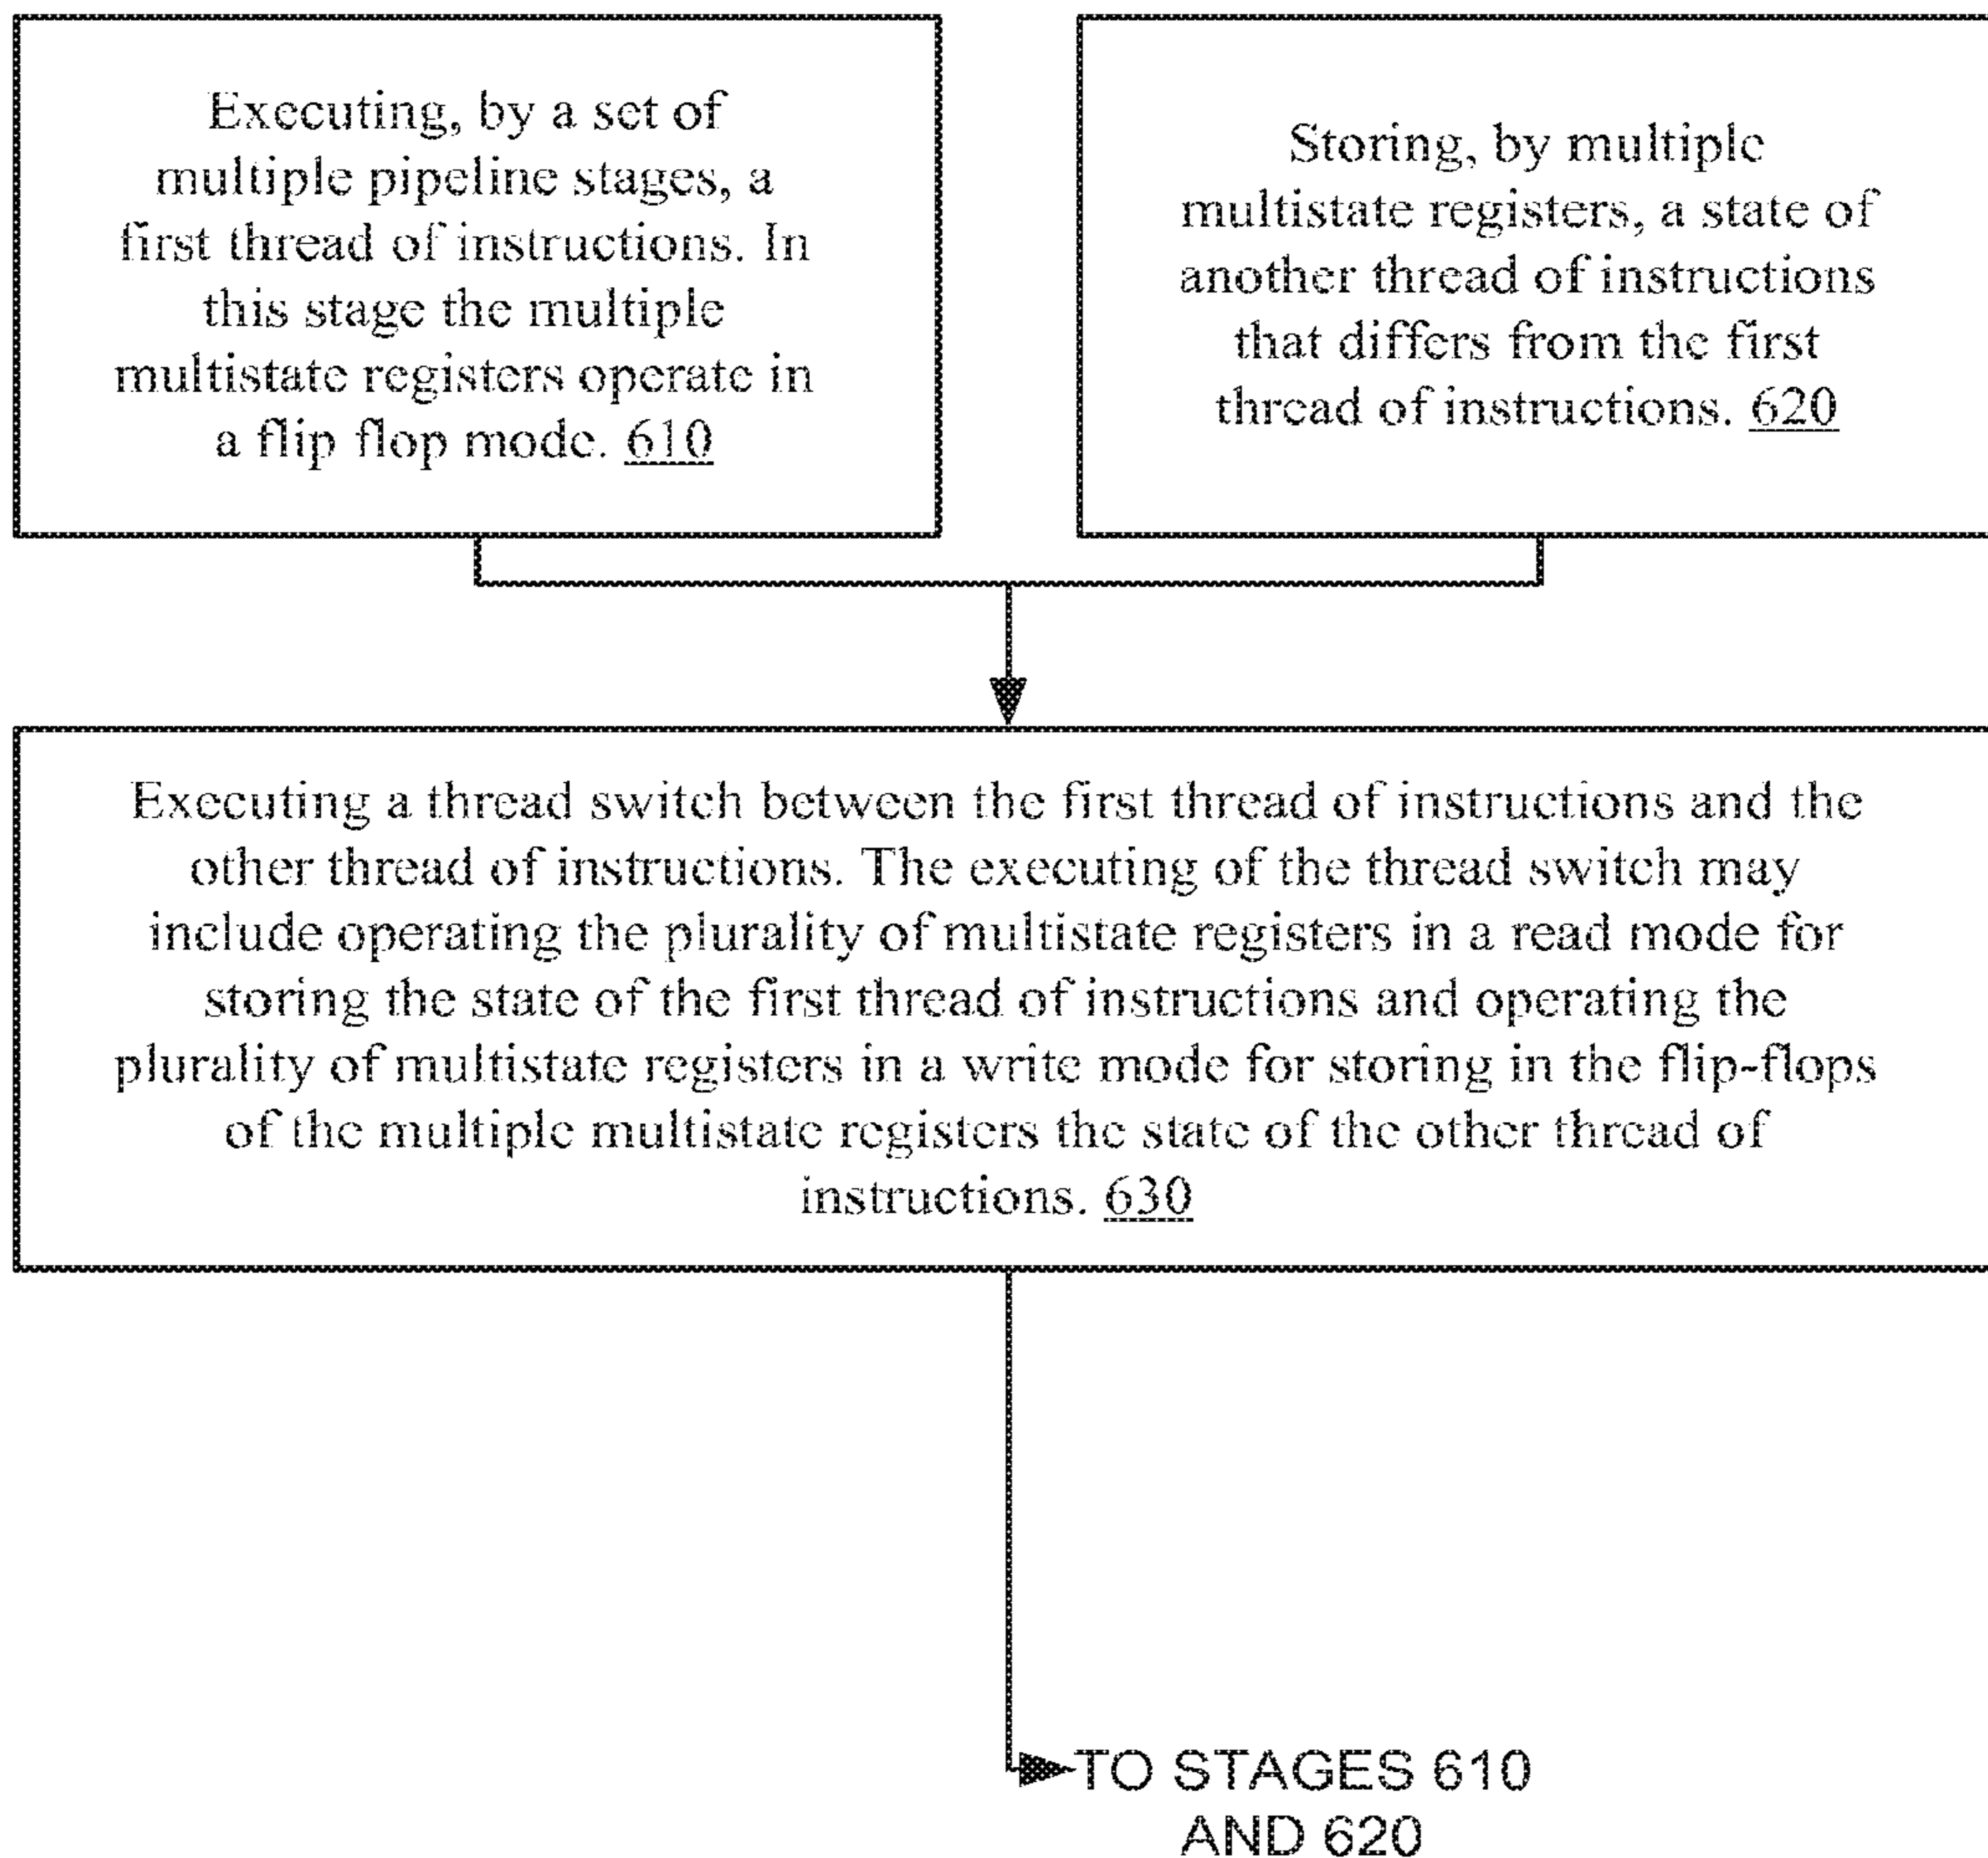 Executing, by a set of
multiple pipeline stages, a
first thread of instructions. In
this stage the multiple
multistate registers operate in
a flip flop mode. 610
Storing, by multiple
multistate registers, a state of
another thread of instructions
that differs from the first
thread of instructions. 620
Executing a thread switch between the first thread of instructions and the
other thread of instructions. The executing of the thread switch may
include operating the plurality of multistate registers in a read mode for
storing the state of the first thread of instructions and operating the
plurality of multistate registers in a write mode for storing in the flip-flops
of the multiple multistate registers the state of the other thread of
instructions. 630
TO STAGES 610
AND 620